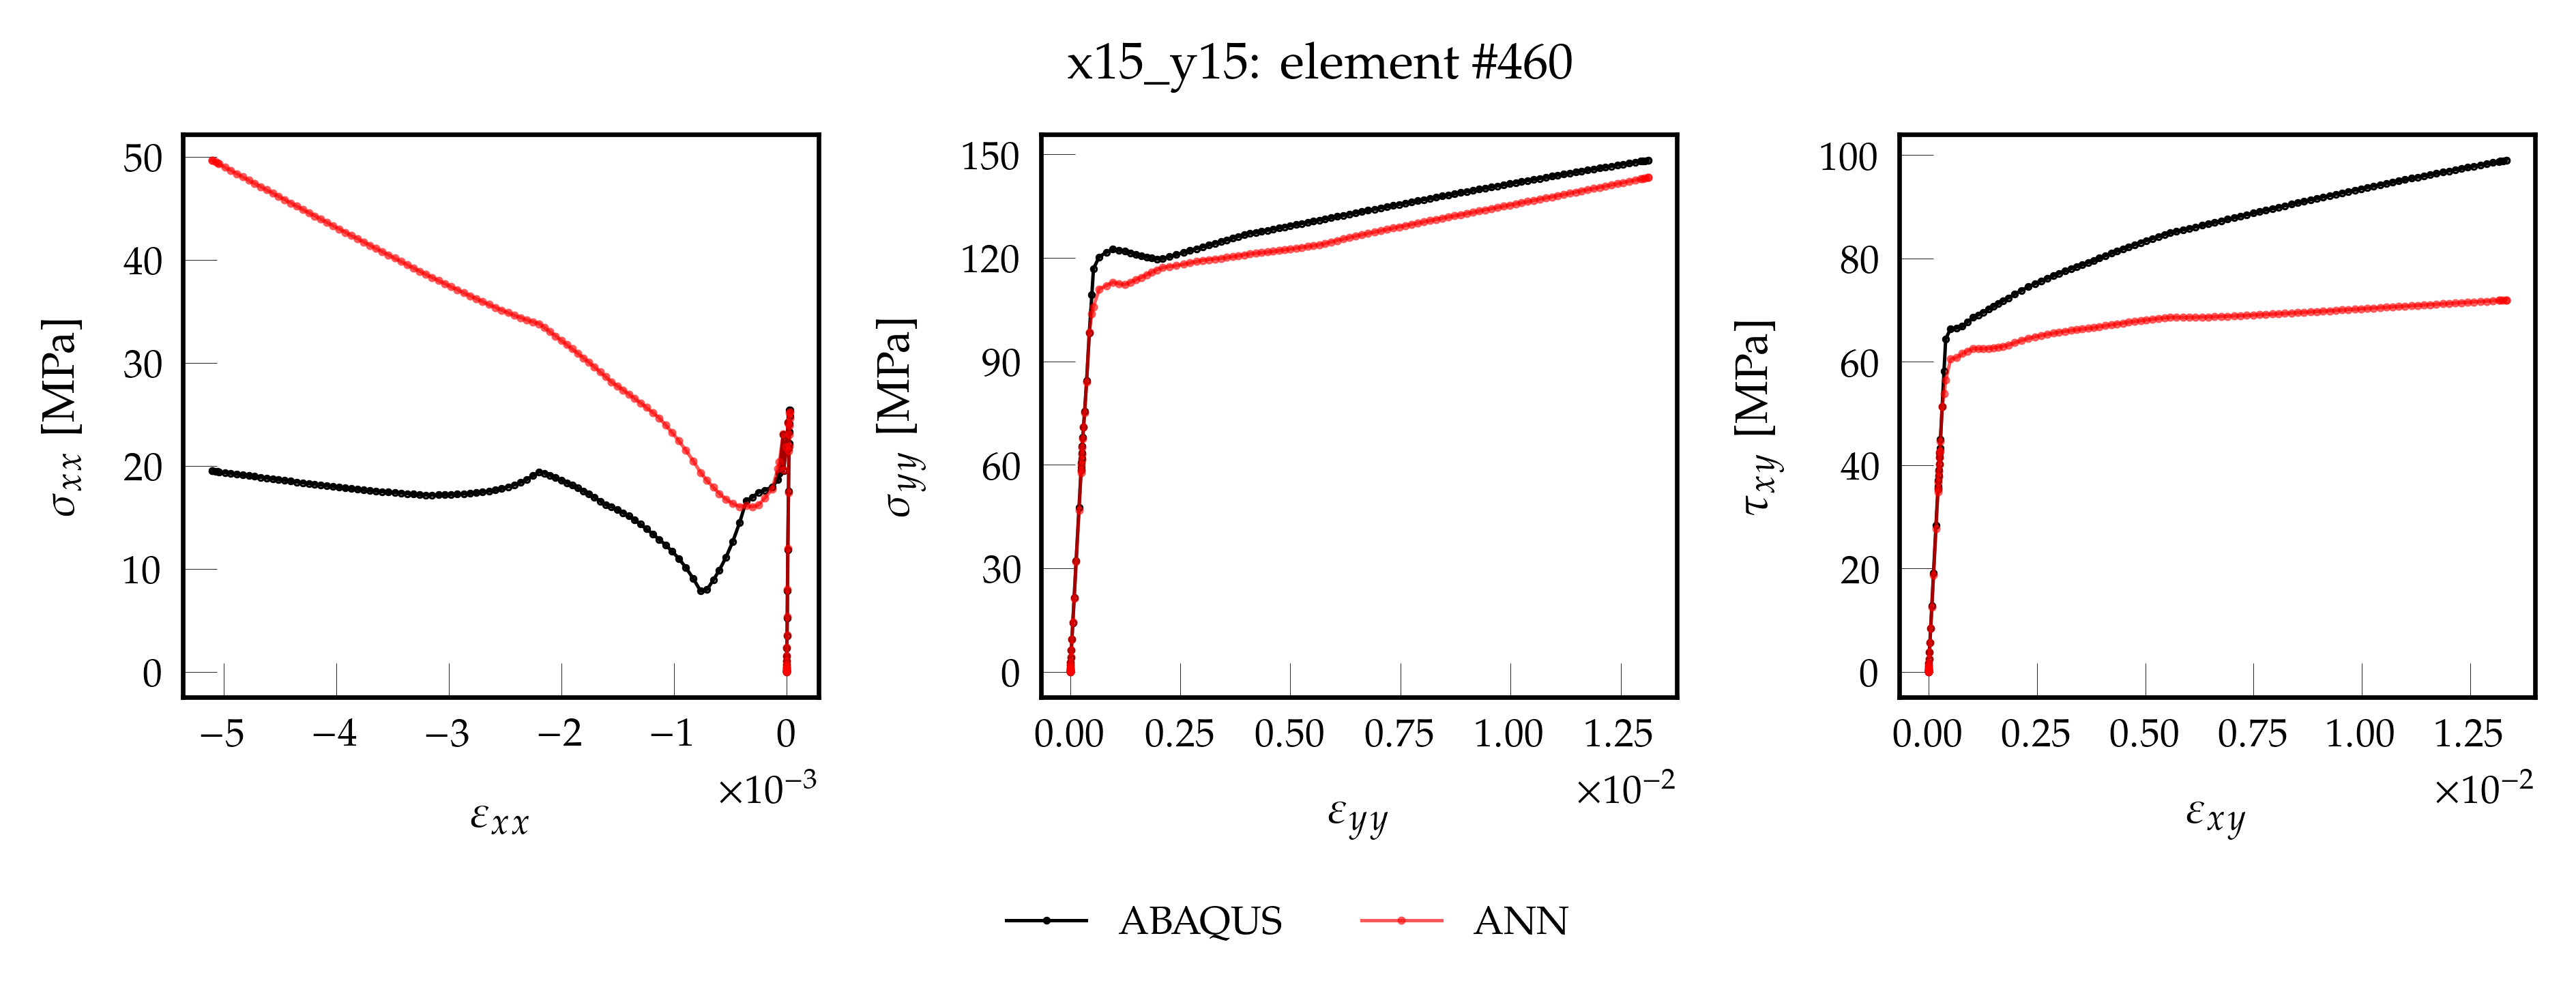 x15_y15: element #460
50
40
30
20
10
0
σxx [MPa]
−5 −4 −3 −2 −1 0
×10−3
εxx
150
120
90
60
30
0
σyy [MPa]
0.00 0.25 0.50 0.75 1.00 1.25
×10−2
εyy
100
80
60
40
20
0
τxy [MPa]
0.00 0.25 0.50 0.75 1.00 1.25
×10−2
εxy
ABAQUS ANN